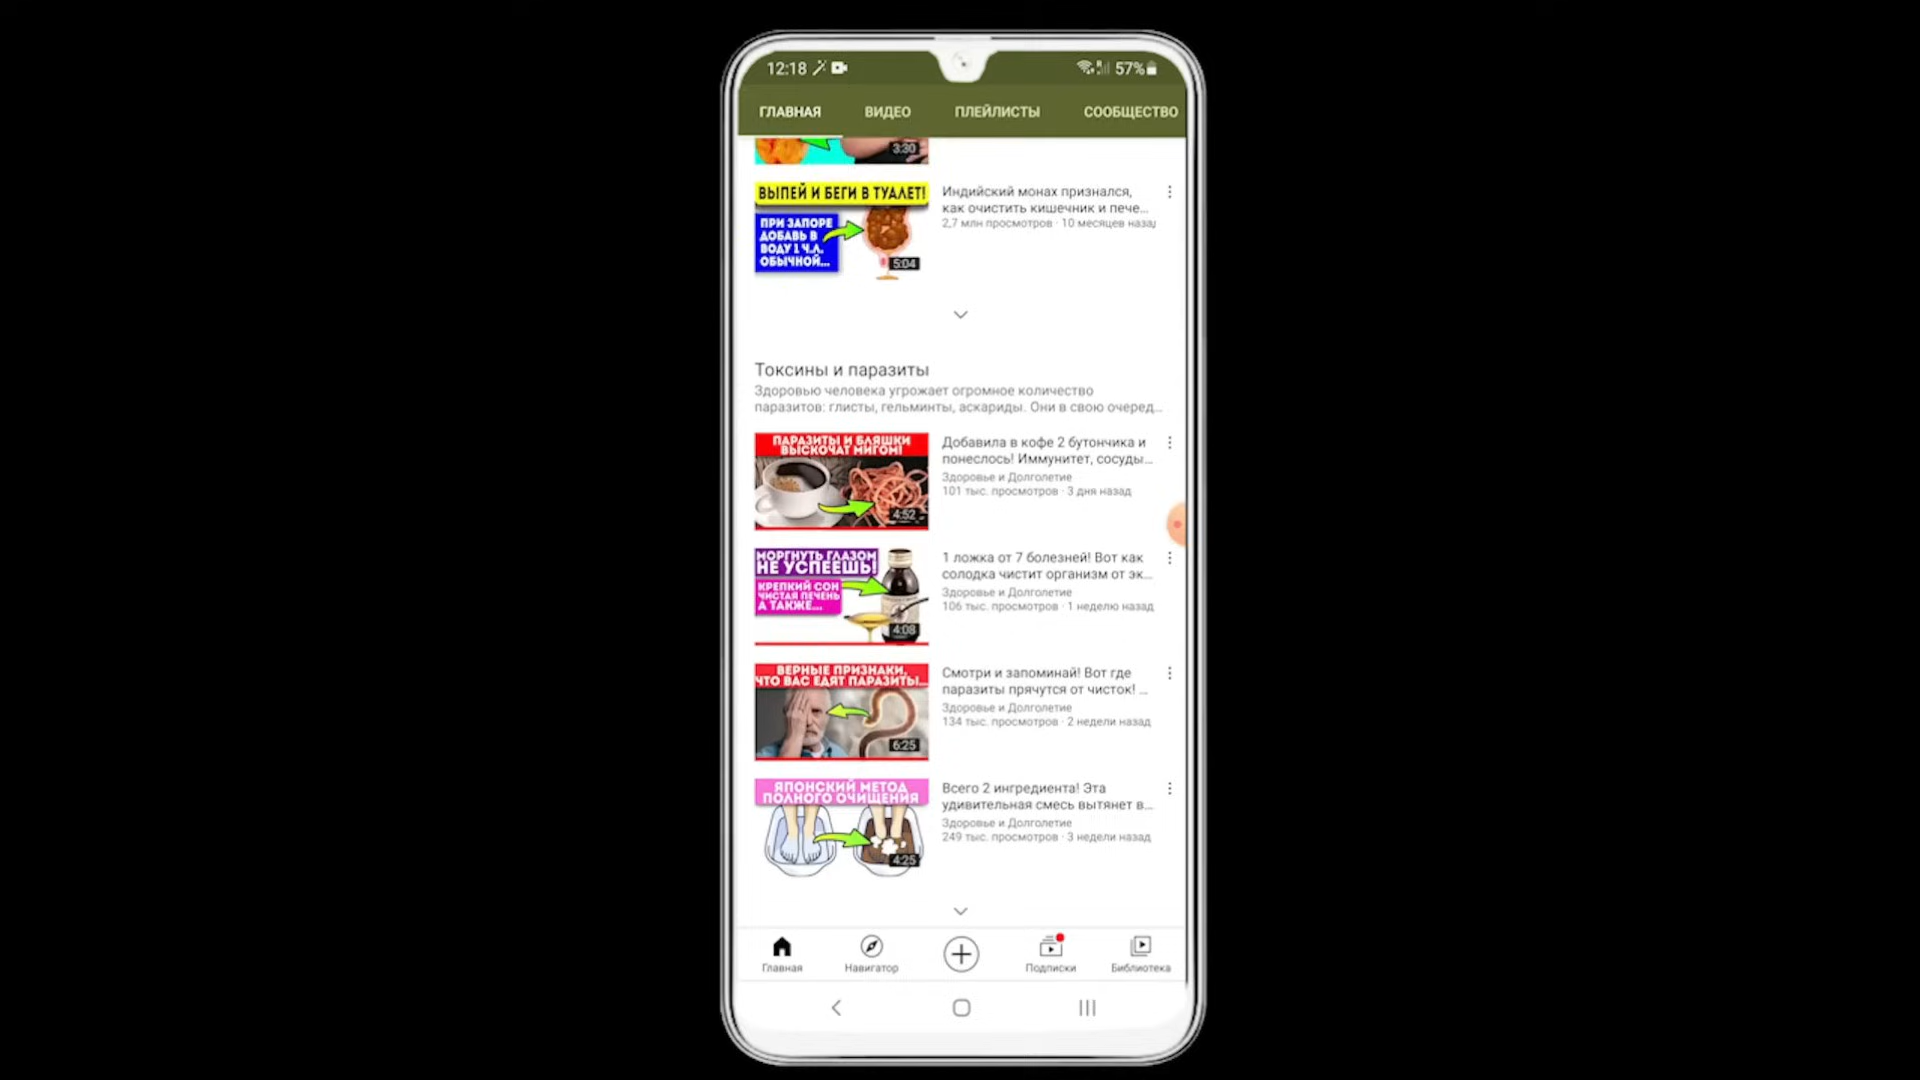 12:18
57%
ГЛАВНАЯ
ВИДЕО
ПЛЕЙЛИСТЫ
СООБЩЕСТВО
3:30
ВЫПЕЙ И БЕГИ В ТУАЛЕТ!
ПРИ ЗАПОРЕ
ДОБАВЬ В
ВОДУ 1 Ч.Л.
ОБЫЧНОЙ...
5:04
Индийский монах признался,
как очистить кишечник и пече...
2,7 млн просмотров · 10 месяцев назад
Токсины и паразиты
Здоровью человека угрожает огромное количество
паразитов: глисты, гельминты, аскариды. Они в свою очеред...
ПАРАЗИТЫ И БЛЯШКИ
ВЫСКОЧАТ МИГОМ!
4:52
Добавила в кофе 2 бутончика и
понеслось! Иммунитет, сосуды...
Здоровье и Долголетие
101 тыс. просмотров · 3 дня назад
МОРГНУТЬ ГЛАЗОМ
НЕ УСПЕЕШЬ!
КРЕПКИЙ СОН
ЧИСТАЯ ПЕЧЕНЬ
А ТАКЖЕ...
4:08
1 ложка от 7 болезней! Вот как
солодка чистит организм от эк...
Здоровье и Долголетие
106 тыс. просмотров · 1 неделю назад
ВЕРНЫЕ ПРИЗНАКИ,
ЧТО ВАС ЕДЯТ ПАРАЗИТЫ...
6:25
Смотри и запоминай! Вот где
паразиты прячутся от чисток! ...
Здоровье и Долголетие
134 тыс. просмотров · 2 недели назад
ЯПОНСКИЙ МЕТОД
ПОЛНОГО ОЧИЩЕНИЯ
4:25
Всего 2 ингредиента! Эта
удивительная смесь вытянет в...
Здоровье и Долголетие
249 тыс. просмотров · 3 недели назад
Главная
Навигатор
Подписки
Библиотека